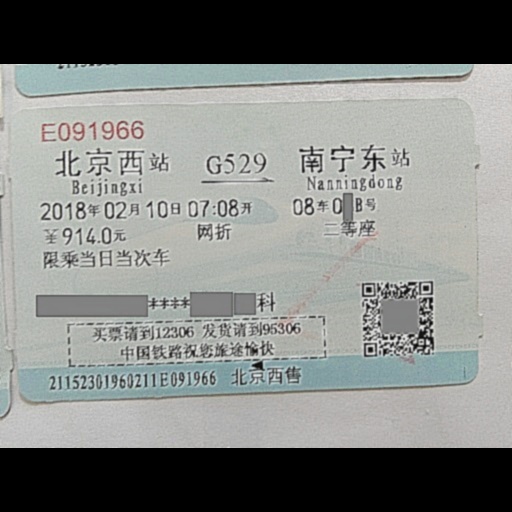 E091966
北京西站 G529 南宁东站
Beijingxi Nanningdong
2018年02月10日07:08开 08车0 B号
￥914.0元 网折 二等座
限乘当日当次车
****科
买票请到12306 发货请到95306
中国铁路祝您旅途愉快
21152301960211E091966 北京西售